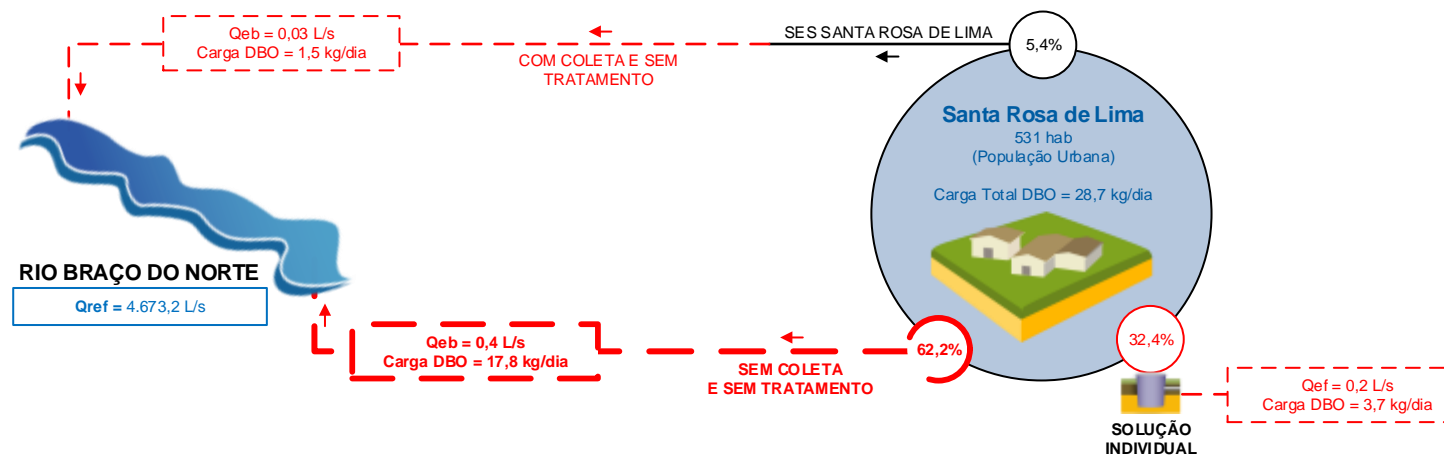 Qeb = 0,03 L/s
Carga DBO = 1,5 kg/dia
COM COLETA E SEM
TRATAMENTO
SES SANTA ROSA DE LIMA
5,4%
Santa Rosa de Lima
531 hab
(População Urbana)
Carga Total DBO = 28,7 kg/dia
RIO BRAÇO DO NORTE
Qref = 4.673,2 L/s
Qeb = 0,4 L/s
Carga DBO = 17,8 kg/dia
SEM COLETA
E SEM TRATAMENTO
62,2%
32,4%
SOLUÇÃO
INDIVIDUAL
Qef = 0,2 L/s
Carga DBO = 3,7 kg/dia